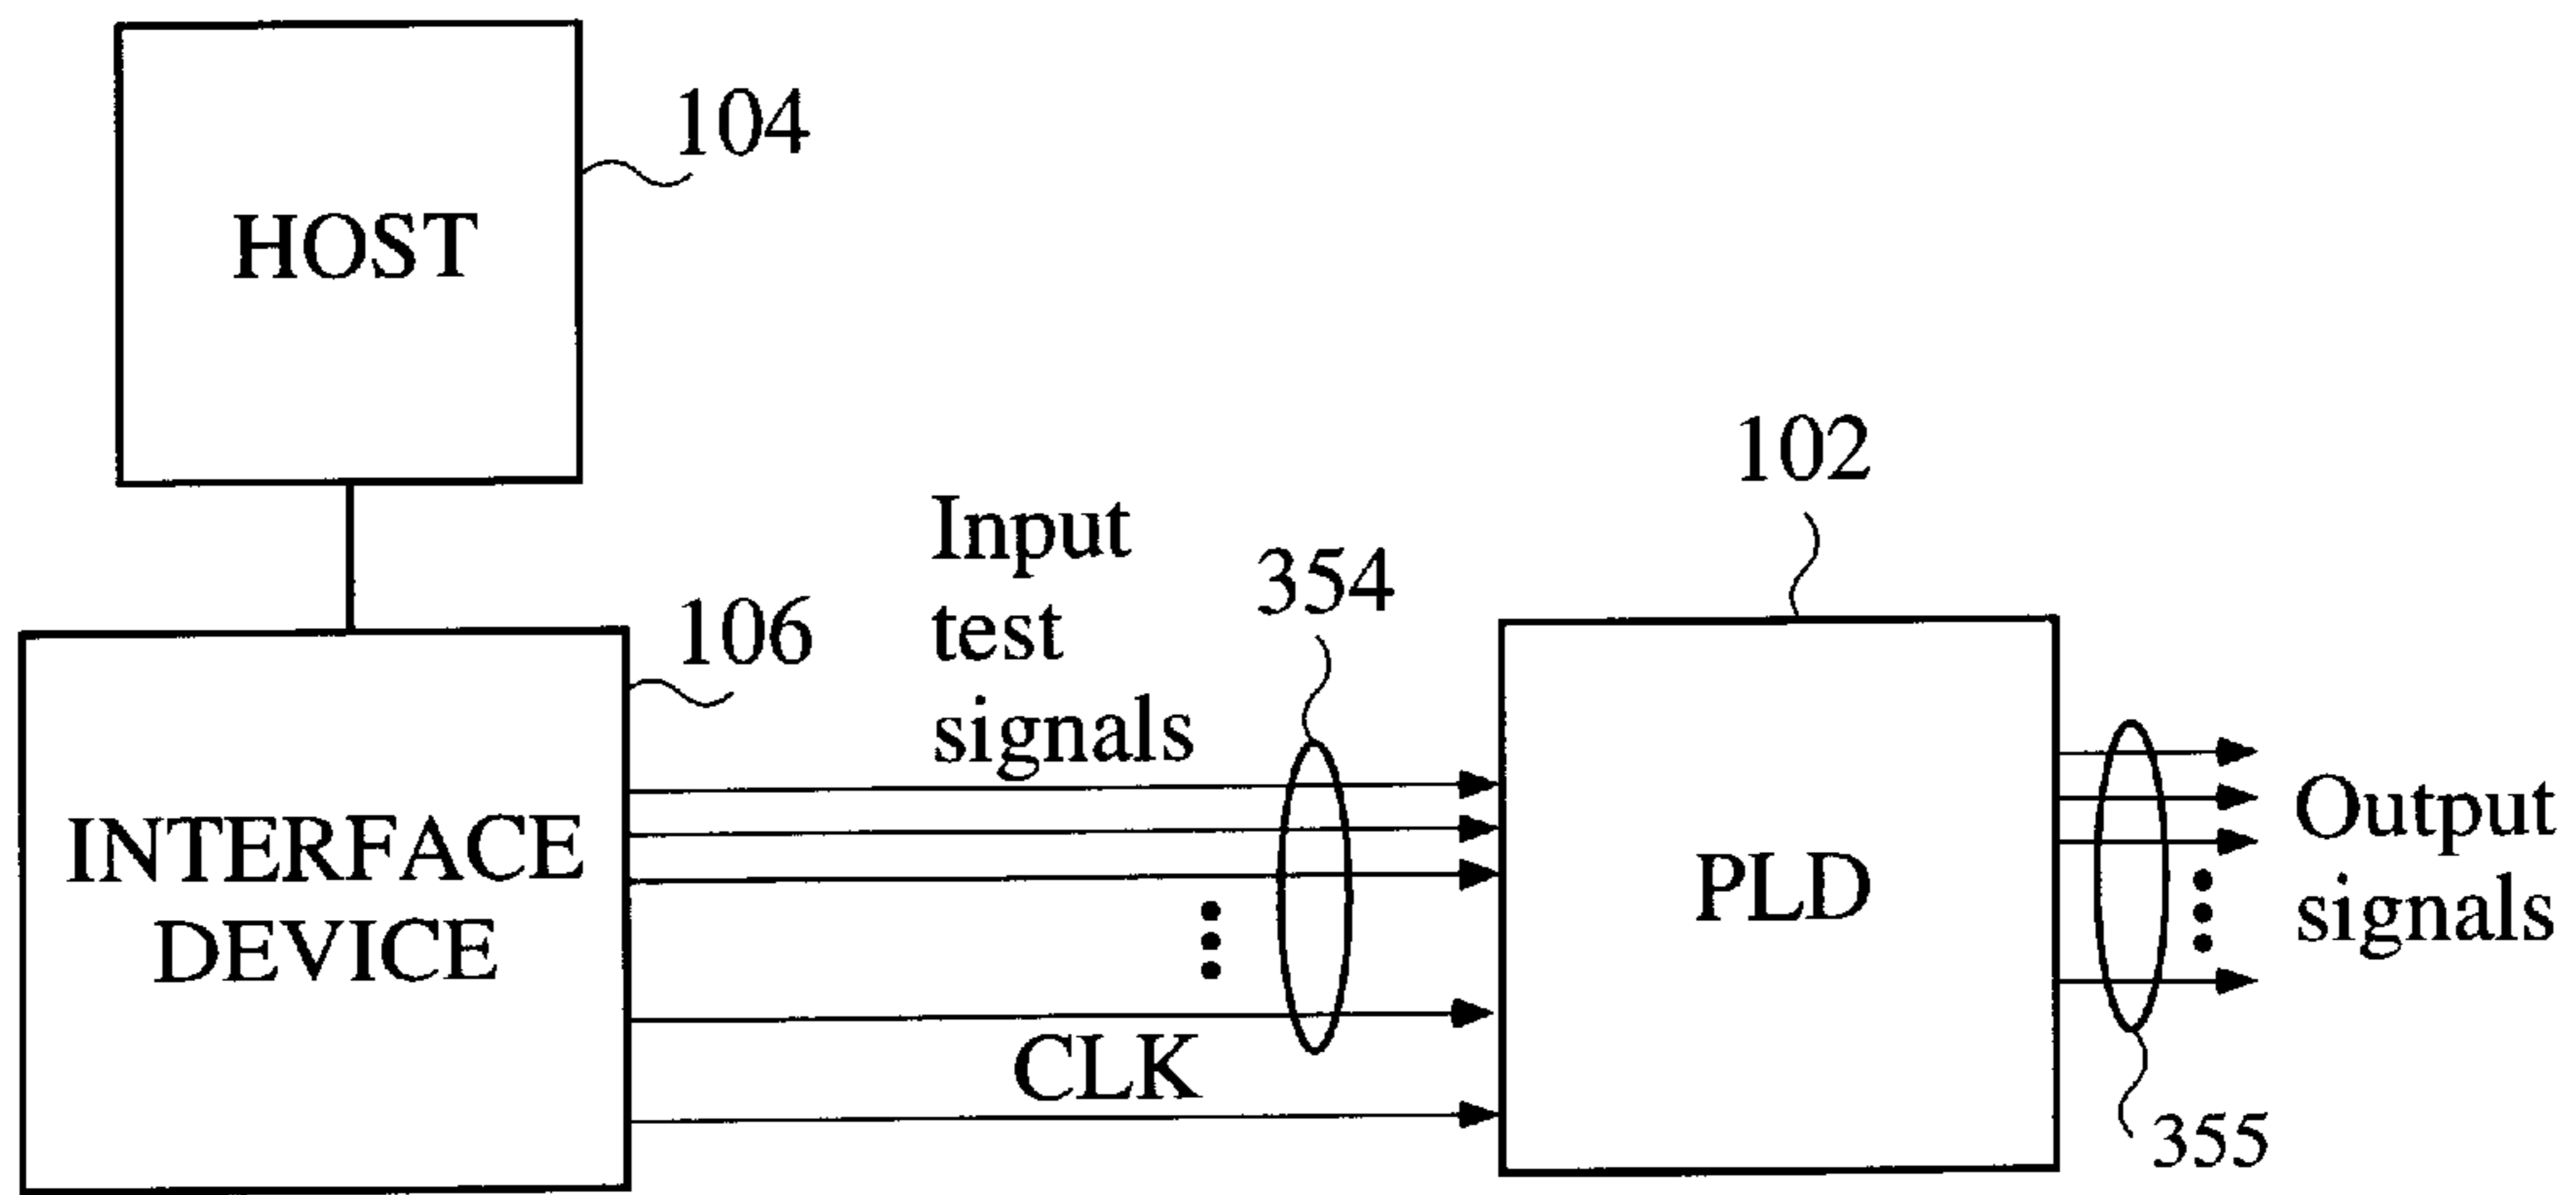 HOST
104
INTERFACE
DEVICE
106
Input
test
signals
354
CLK
102
PLD
Output
signals
355